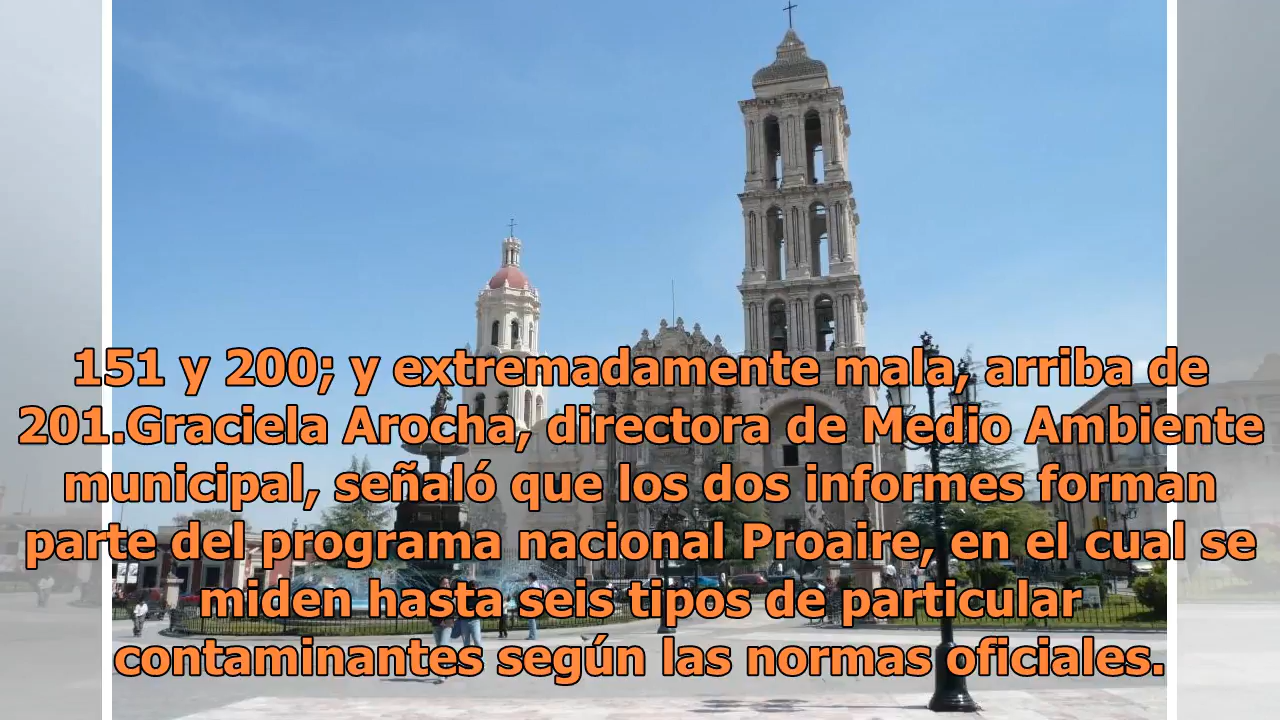 151 y 200; y extremadamente mala, arriba de
201.Graciela Arocha, directora de Medio Ambiente
municipal, señaló que los dos informes forman
parte del programa nacional Proaire, en el cual se
miden hasta seis tipos de particular
contaminantes según las normas oficiales.